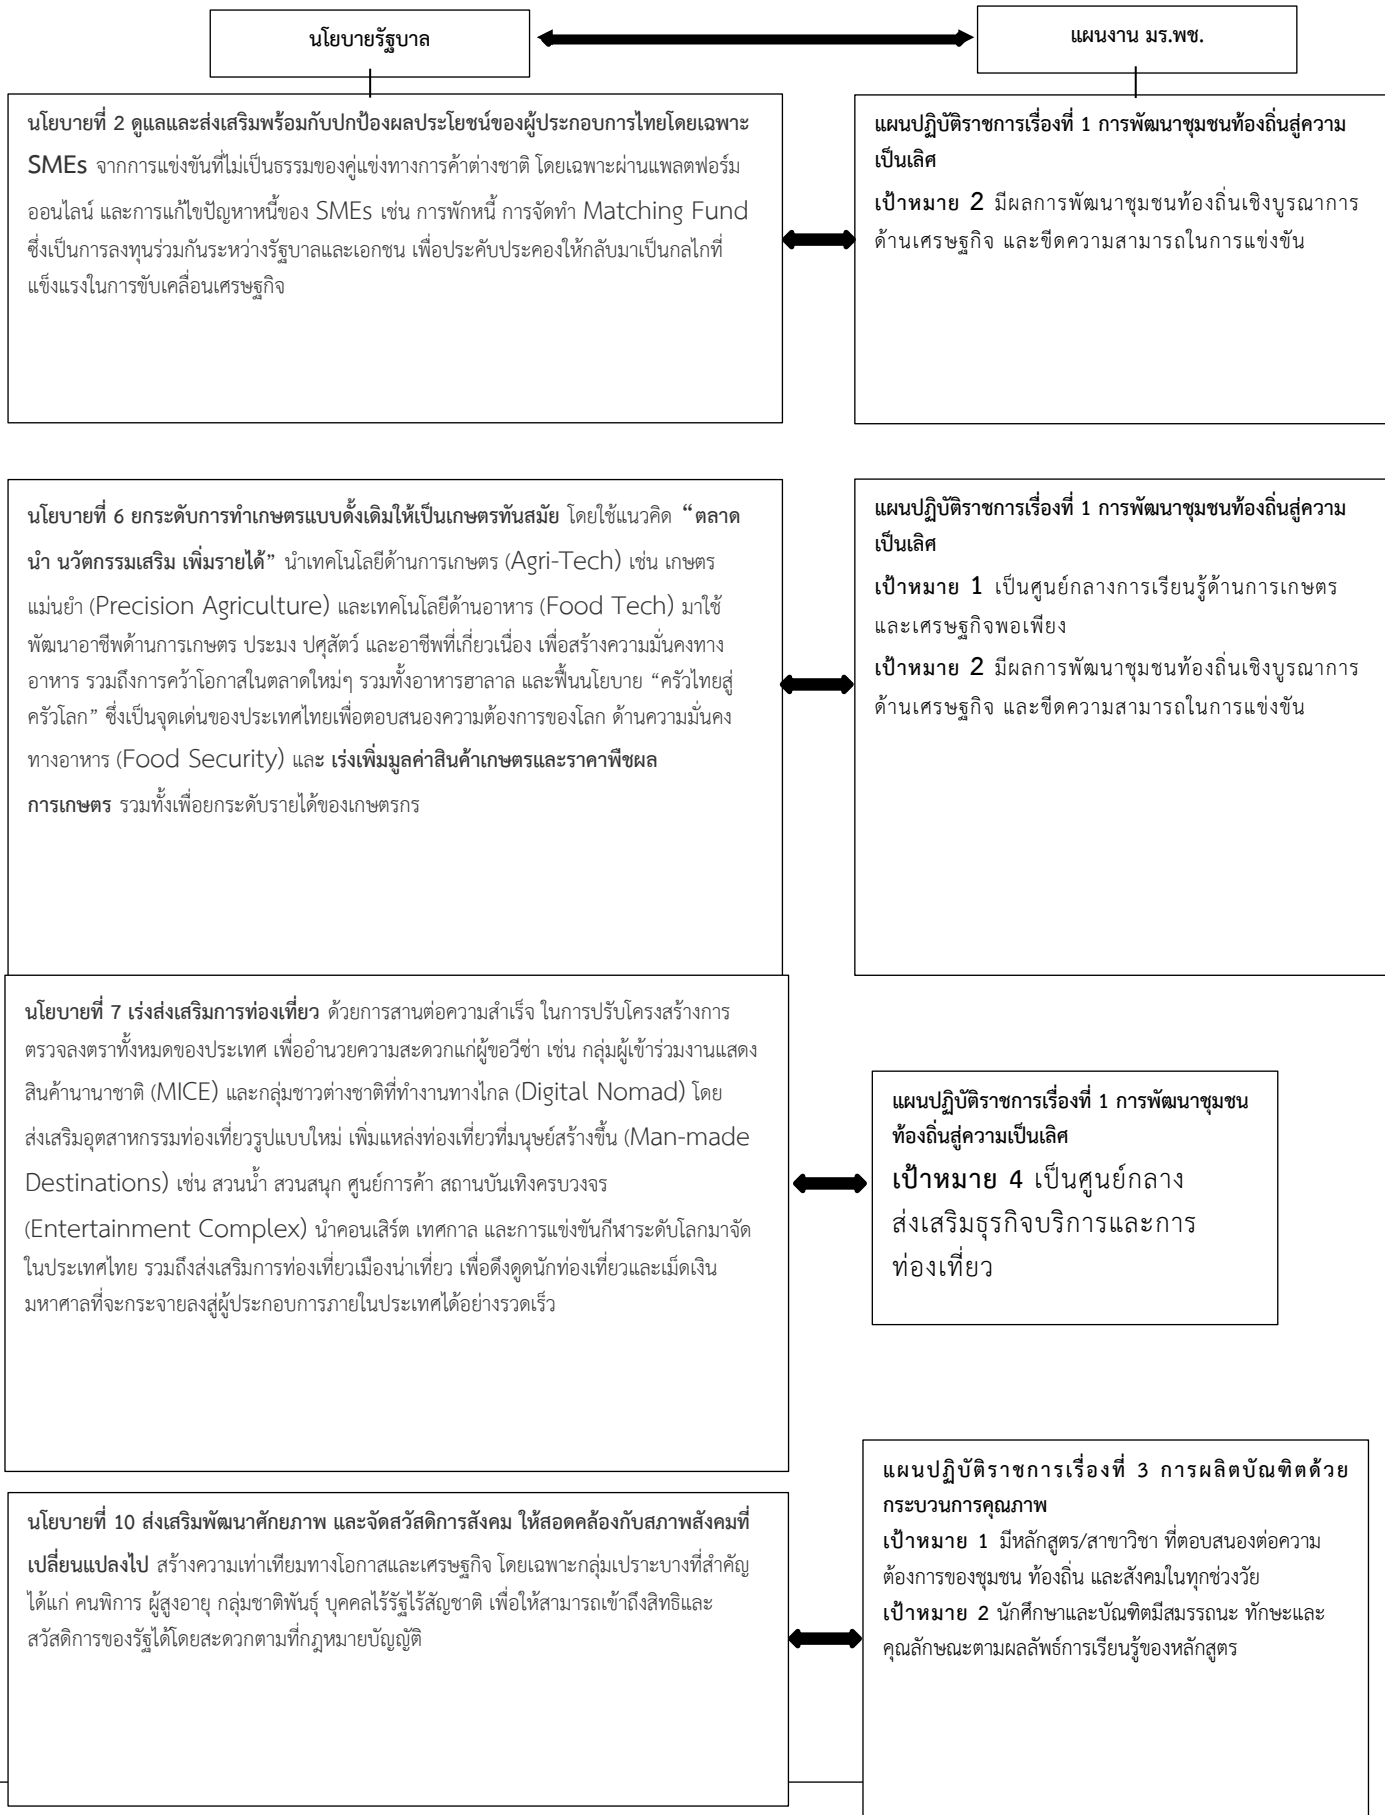 นโยบายรัฐบาล
แผนงาน มร.พช.
นโยบายที่ 2 ดูแลและส่งเสริมพร้อมกับปกป้องผลประโยชน์ของผู้ประกอบการไทยโดยเฉพาะ
SMEs จากการแข่งขันที่ไม่เป็นธรรมของคู่แข่งทางการค้าต่างชาติ โดยเฉพาะผ่านแพลตฟอร์ม
ออนไลน์ และการแก้ไขปัญหาหนี้ของ SMEs เช่น การพักหนี้ การจัดทำ Matching Fund
ซึ่งเป็นการลงทุนร่วมกันระหว่างรัฐบาลและเอกชน เพื่อประคับประคองให้กลับมาเป็นกลไกที่
แข็งแรงในการขับเคลื่อนเศรษฐกิจ
แผนปฏิบัติราชการเรื่องที่ 1 การพัฒนาชุมชนท้องถิ่นสู่ความ
เป็นเลิศ
เป้าหมาย 2 มีผลการพัฒนาชุมชนท้องถิ่นเชิงบูรณาการ
ด้านเศรษฐกิจ และขีดความสามารถในการแข่งขัน
นโยบายที่ 6 ยกระดับการทำเกษตรแบบดั้งเดิมให้เป็นเกษตรทันสมัย โดยใช้แนวคิด “ตลาด
นำ นวัตกรรมเสริม เพิ่มรายได้” นำเทคโนโลยีด้านการเกษตร (Agri-Tech) เช่น เกษตร
แม่นยำ (Precision Agriculture) และเทคโนโลยีด้านอาหาร (Food Tech) มาใช้
พัฒนาอาชีพด้านการเกษตร ประมง ปศุสัตว์ และอาชีพที่เกี่ยวเนื่อง เพื่อสร้างความมั่นคงทาง
อาหาร รวมถึงการคว้าโอกาสในตลาดใหม่ๆ รวมทั้งอาหารฮาลาล และฟื้นนโยบาย “ครัวไทยสู่
ครัวโลก” ซึ่งเป็นจุดเด่นของประเทศไทยเพื่อตอบสนองความต้องการของโลก ด้านความมั่นคง
ทางอาหาร (Food Security) และ เร่งเพิ่มมูลค่าสินค้าเกษตรและราคาพืชผล
การเกษตร รวมทั้งเพื่อยกระดับรายได้ของเกษตรกร
แผนปฏิบัติราชการเรื่องที่ 1 การพัฒนาชุมชนท้องถิ่นสู่ความ
เป็นเลิศ
เป้าหมาย 1 เป็นศูนย์กลางการเรียนรู้ด้านการเกษตร
และเศรษฐกิจพอเพียง
เป้าหมาย 2 มีผลการพัฒนาชุมชนท้องถิ่นเชิงบูรณาการ
ด้านเศรษฐกิจ และขีดความสามารถในการแข่งขัน
นโยบายที่ 7 เร่งส่งเสริมการท่องเที่ยว ด้วยการสานต่อความสำเร็จ ในการปรับโครงสร้างการ
ตรวจลงตราทั้งหมดของประเทศ เพื่ออำนวยความสะดวกแก่ผู้ขอวีซ่า เช่น กลุ่มผู้เข้าร่วมงานแสดง
สินค้านานาชาติ (MICE) และกลุ่มชาวต่างชาติที่ทำงานทางไกล (Digital Nomad) โดย
ส่งเสริมอุตสาหกรรมท่องเที่ยวรูปแบบใหม่ เพิ่มแหล่งท่องเที่ยวที่มนุษย์สร้างขึ้น (Man-made
Destinations) เช่น สวนน้ำ สวนสนุก ศูนย์การค้า สถานบันเทิงครบวงจร
(Entertainment Complex) นำคอนเสิร์ต เทศกาล และการแข่งขันกีฬาระดับโลกมาจัด
ในประเทศไทย รวมถึงส่งเสริมการท่องเที่ยวเมืองน่าเที่ยว เพื่อดึงดูดนักท่องเที่ยวและเม็ดเงิน
มหาศาลที่จะกระจายลงสู่ผู้ประกอบการภายในประเทศได้อย่างรวดเร็ว
แผนปฏิบัติราชการเรื่องที่ 1 การพัฒนาชุมชน
ท้องถิ่นสู่ความเป็นเลิศ
เป้าหมาย 4 เป็นศูนย์กลาง
ส่งเสริมธุรกิจบริการและการ
ท่องเที่ยว
นโยบายที่ 10 ส่งเสริมพัฒนาศักยภาพ และจัดสวัสดิการสังคม ให้สอดคล้องกับสภาพสังคมที่
เปลี่ยนแปลงไป สร้างความเท่าเทียมทางโอกาสและเศรษฐกิจ โดยเฉพาะกลุ่มเปราะบางที่สำคัญ
ได้แก่ คนพิการ ผู้สูงอายุ กลุ่มชาติพันธุ์ บุคคลไร้รัฐไร้สัญชาติ เพื่อให้สามารถเข้าถึงสิทธิและ
สวัสดิการของรัฐได้โดยสะดวกตามที่กฎหมายบัญญัติ
แผนปฏิบัติราชการเรื่องที่ 3 การผลิตบัณฑิตด้วย
กระบวนการคุณภาพ
เป้าหมาย 1 มีหลักสูตร/สาขาวิชา ที่ตอบสนองต่อความ
ต้องการของชุมชน ท้องถิ่น และสังคมในทุกช่วงวัย
เป้าหมาย 2 นักศึกษาและบัณฑิตมีสมรรถนะ ทักษะและ
คุณลักษณะตามผลลัพธ์การเรียนรู้ของหลักสูตร